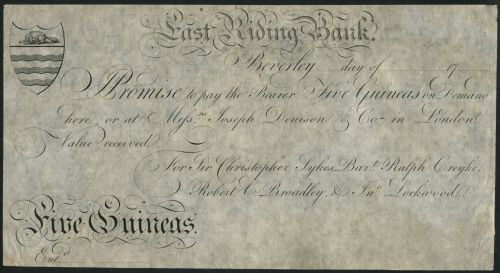 East Riding Bank.
Beverley day of 17
I Promise to pay the Bearer Five Guineas on Demand
here, or at Mess.rs Joseph Denison & Co. in London
Value received
For Sir Christopher Sykes Bar.t Ralph Creyke
Robert C. Broadley, & Jn.o Lockwood
Five Guineas.
Ent.d